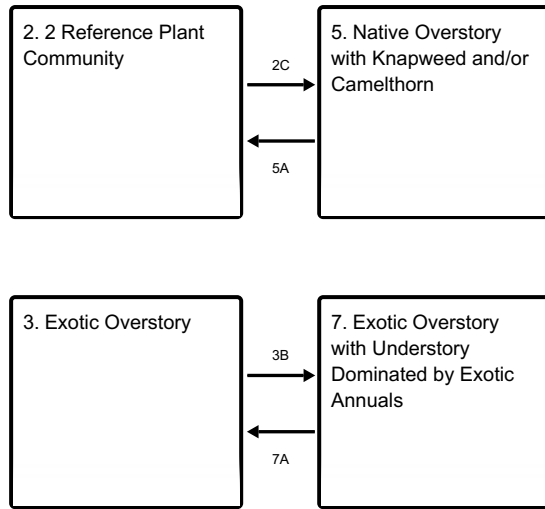 2. 2 Reference Plant
Community
2C
5A
5. Native Overstory
with Knapweed and/or
Camelthorn
3. Exotic Overstory
3B
7A
7. Exotic Overstory
with Understory
Dominated by Exotic
Annuals